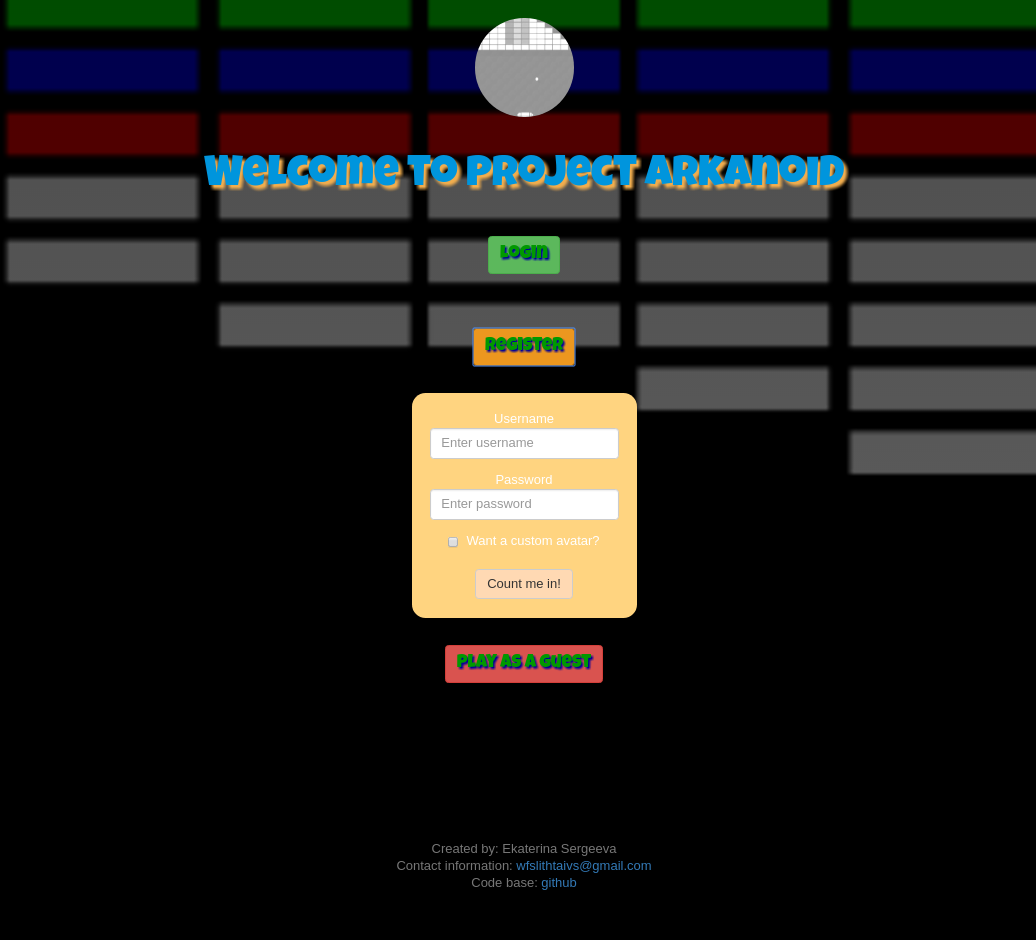 Welcome to Project Arkanoid
Login
Register
Username
Enter username
Password
Enter password
Want a custom avatar?
Count me in!
Play as a guest
Created by: Ekaterina Sergeeva
Contact information: wfslithtaivs@gmail.com
Code base: github